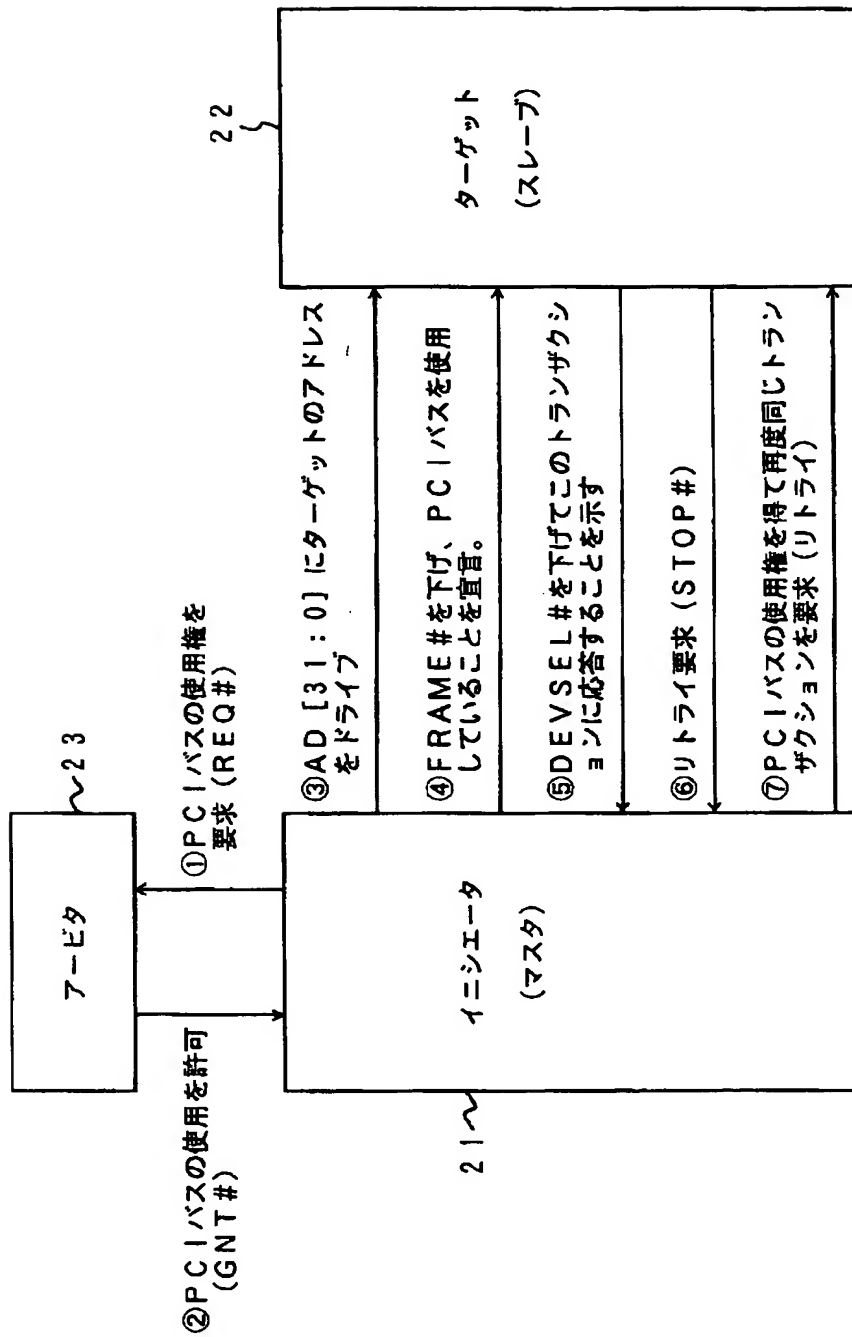 アービタ
23
①PCIバスの使用権を
要求(REQ#)
②PCIバスの使用を許可
(GNT#)
イニシエータ
(マスタ)
21
③AD[31:0]にターゲットのアドレス
をドライブ
④FRAME#を下げ、PCIバスを使用
していることを宣言。
⑤DEVSEL#を下げてこのトランザクシ
ョンに応答することを示す
⑥リトライ要求(STOP#)
⑦PCIバスの使用権を得て再度同じトラン
ザクションを要求(リトライ)
ターゲット
(スレーブ)
22